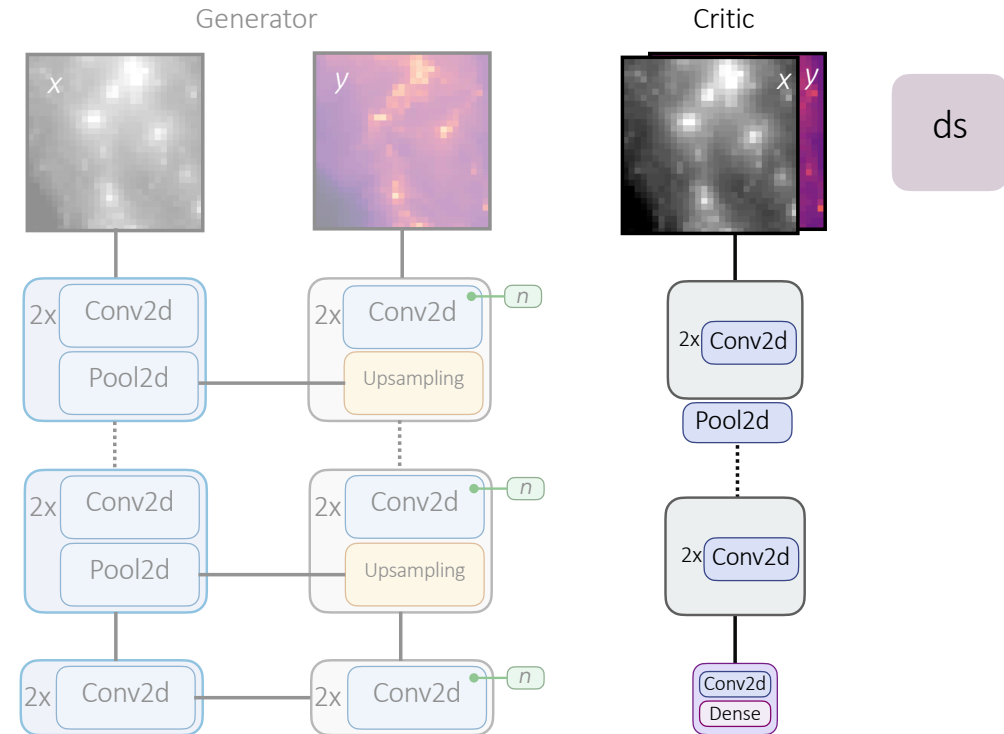 Generator
Critic
x
y
x
y
ds
2x
Conv2d
Pool2d
2x
Conv2d
n
Upsampling
2x
Conv2d
Pool2d
2x
Conv2d
Pool2d
2x
Conv2d
n
Upsampling
2x
Conv2d
2x
Conv2d
2x
Conv2d
n
Conv2d
Dense